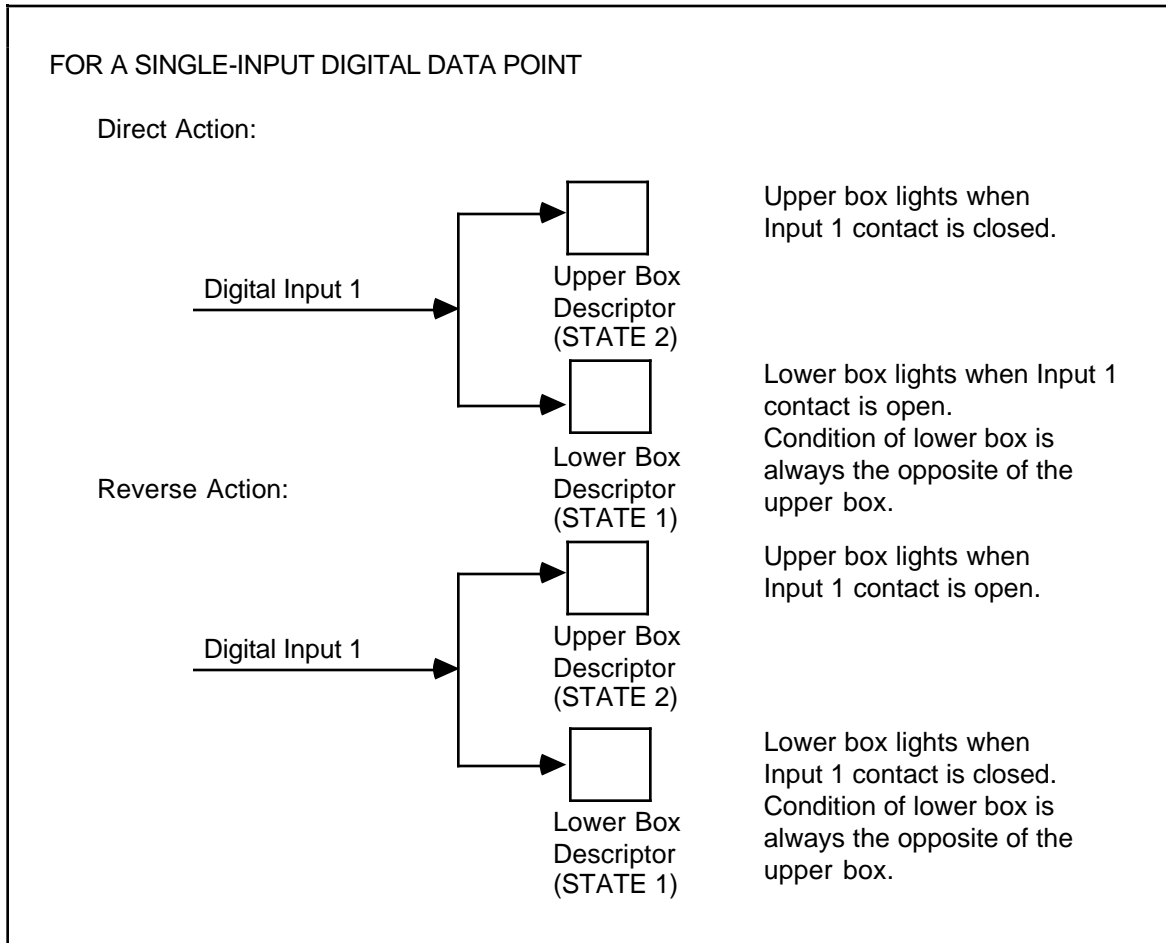 FOR A SINGLE-INPUT DIGITAL DATA POINT
Direct Action:
Digital Input 1
Upper Box
Descriptor
(STATE 2)
Upper box lights when
Input 1 contact is closed.
Lower Box
Descriptor
(STATE 1)
Lower box lights when Input 1
contact is open.
Condition of lower box is
always the opposite of the
upper box.
Reverse Action:
Digital Input 1
Upper Box
Descriptor
(STATE 2)
Upper box lights when
Input 1 contact is open.
Lower Box
Descriptor
(STATE 1)
Lower box lights when
Input 1 contact is closed.
Condition of lower box is
always the opposite of the
upper box.